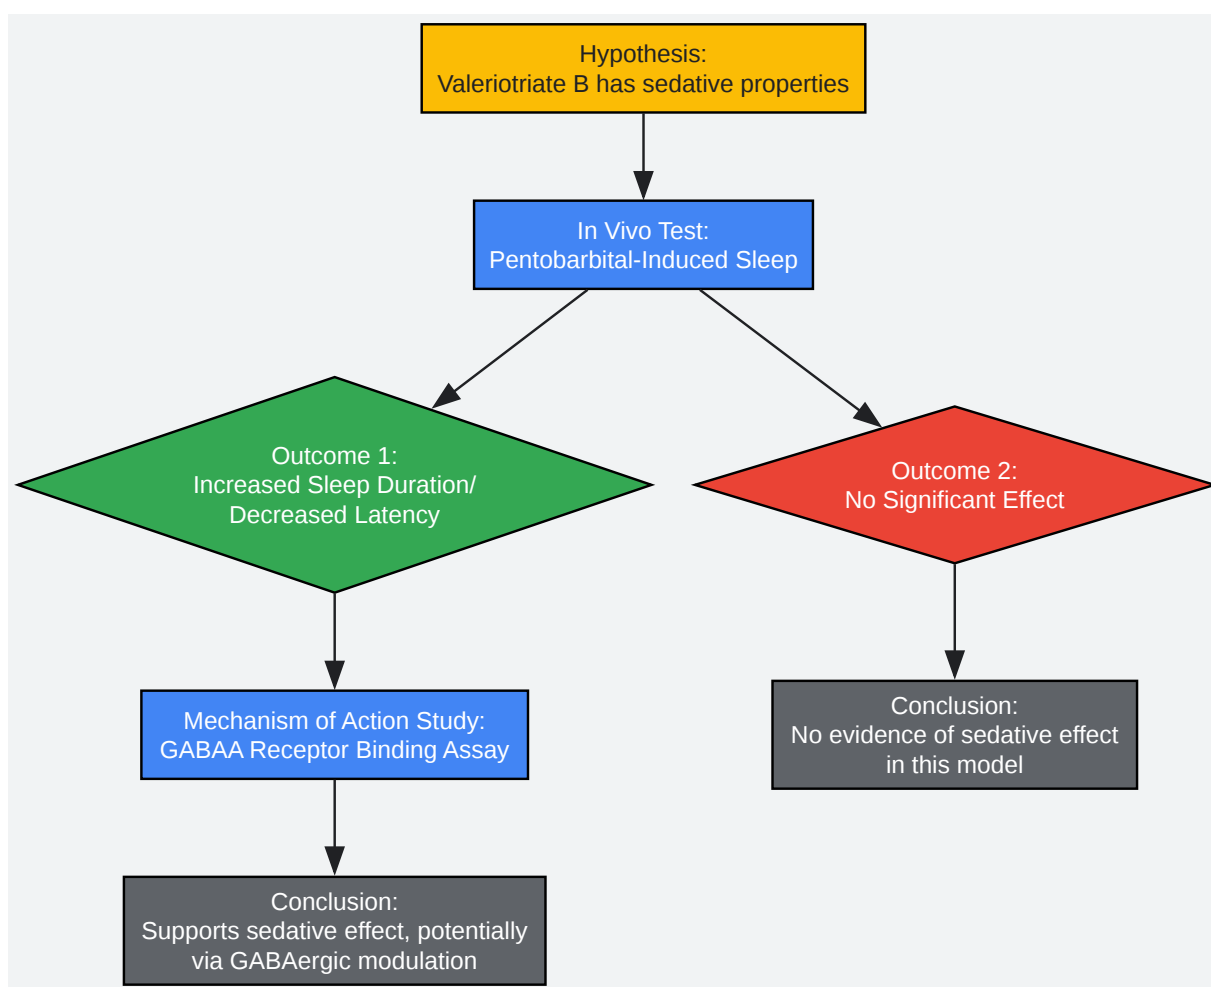 Hypothesis:
Valeriotriate B has sedative properties
In Vivo Test:
Pentobarbital-Induced Sleep
Outcome 1:
Increased Sleep Duration/
Decreased Latency
Outcome 2:
No Significant Effect
Mechanism of Action Study:
GABAA Receptor Binding Assay
Conclusion:
No evidence of sedative effect
in this model
Conclusion:
Supports sedative effect, potentially
via GABAergic modulation